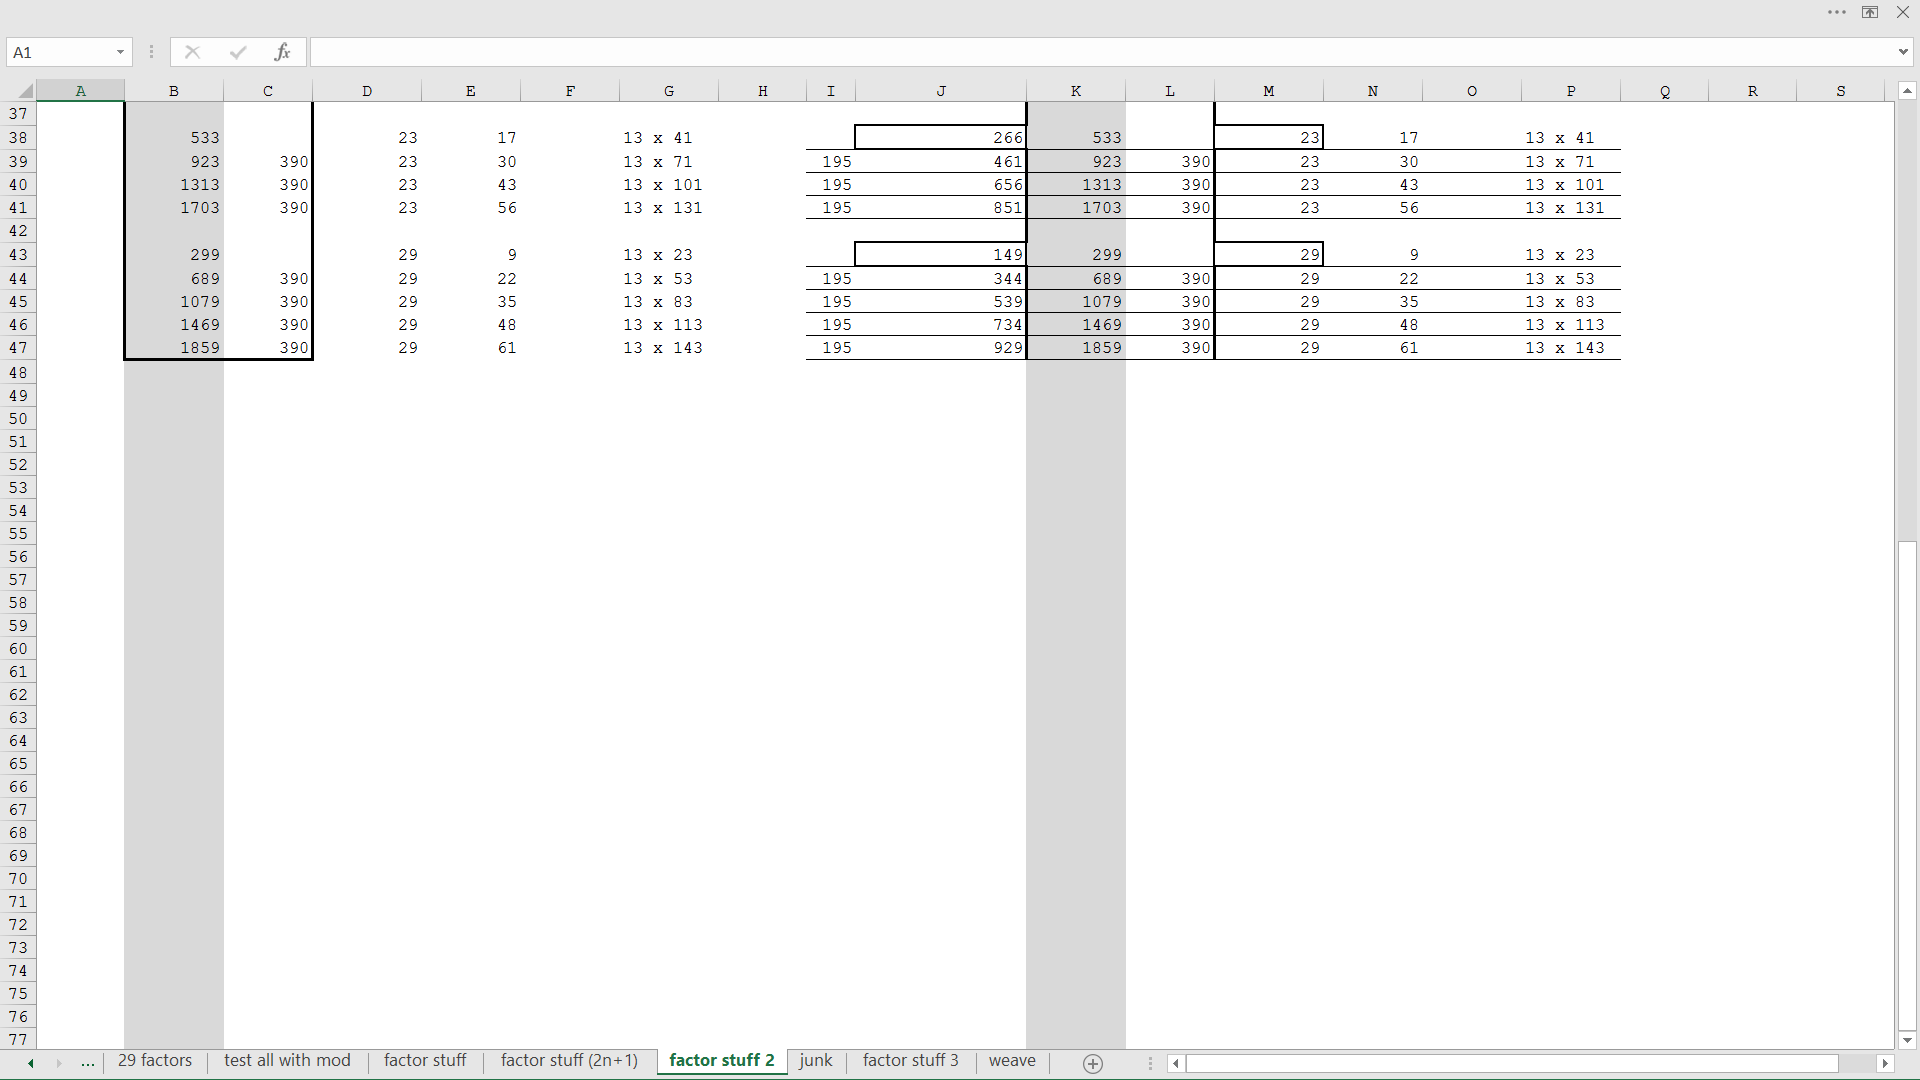 A1
fx
A B C D E F G H I J K L M N O P Q R S
37
38 533 23 17 13 x 41 266 533 23 17 13 x 41
39 923 390 23 30 13 x 71 195 461 923 390 23 30 13 x 71
40 1313 390 23 43 13 x 101 195 656 1313 390 23 43 13 x 101
41 1703 390 23 56 13 x 131 195 851 1703 390 23 56 13 x 131
42
43 299 29 9 13 x 23 149 299 29 9 13 x 23
44 689 390 29 22 13 x 53 195 344 689 390 29 22 13 x 53
45 1079 390 29 35 13 x 83 195 539 1079 390 29 35 13 x 83
46 1469 390 29 48 13 x 113 195 734 1469 390 29 48 13 x 113
47 1859 390 29 61 13 x 143 195 929 1859 390 29 61 13 x 143
48
49
50
51
52
53
54
55
56
57
58
59
60
61
62
63
64
65
66
67
68
69
70
71
72
73
74
75
76
77
... 29 factors test all with mod factor stuff factor stuff (2n+1) factor stuff 2 junk factor stuff 3 weave